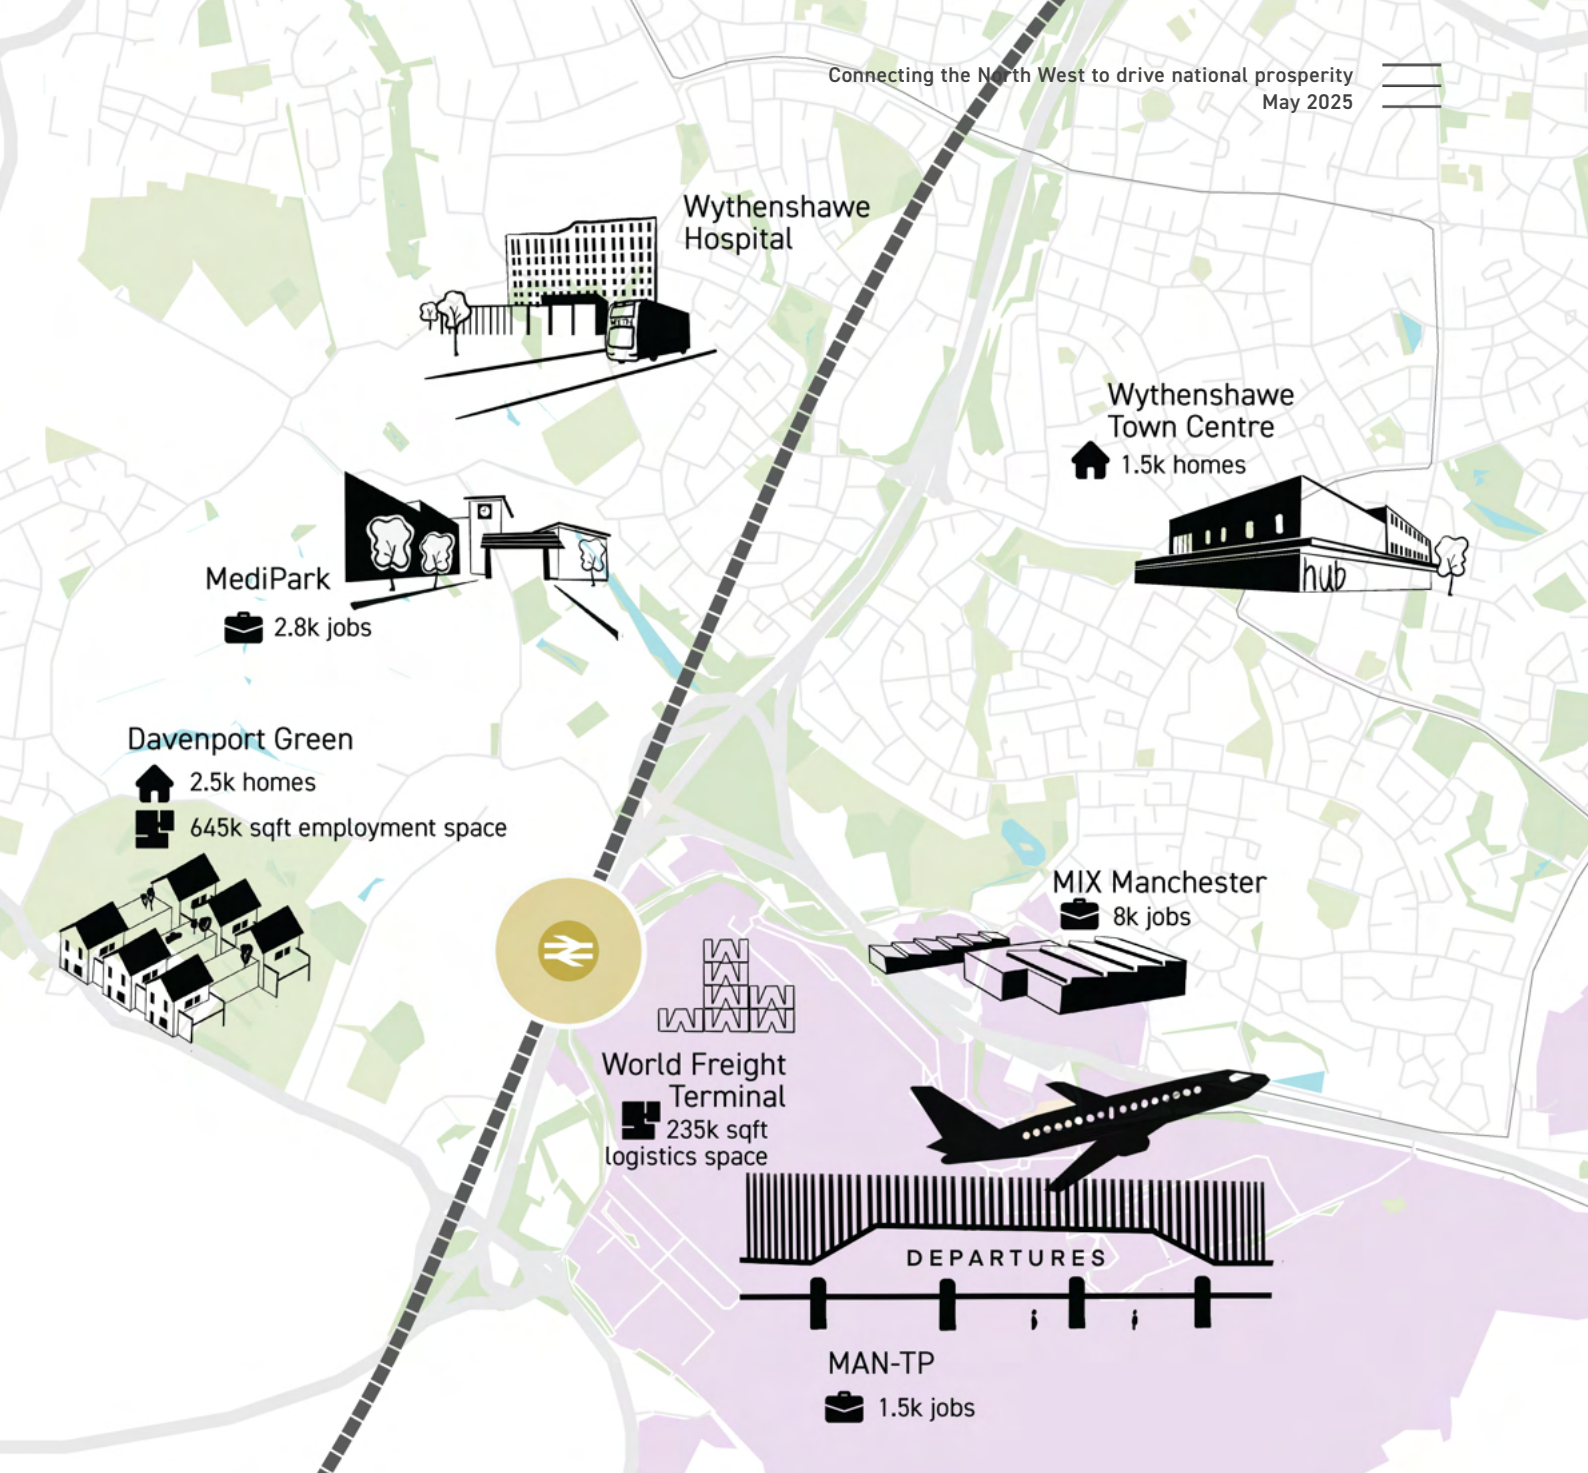 Connecting the North West to drive national prosperity
May 2025
Wythenshawe
Hospital
Wythenshawe
Town Centre
1.5k homes
hub
MediPark
2.8k jobs
Davenport Green
2.5k homes
645k sqft employment space
MIX Manchester
8k jobs
World Freight
Terminal
235k sqft
logistics space
DEPARTURES
MAN-TP
1.5k jobs